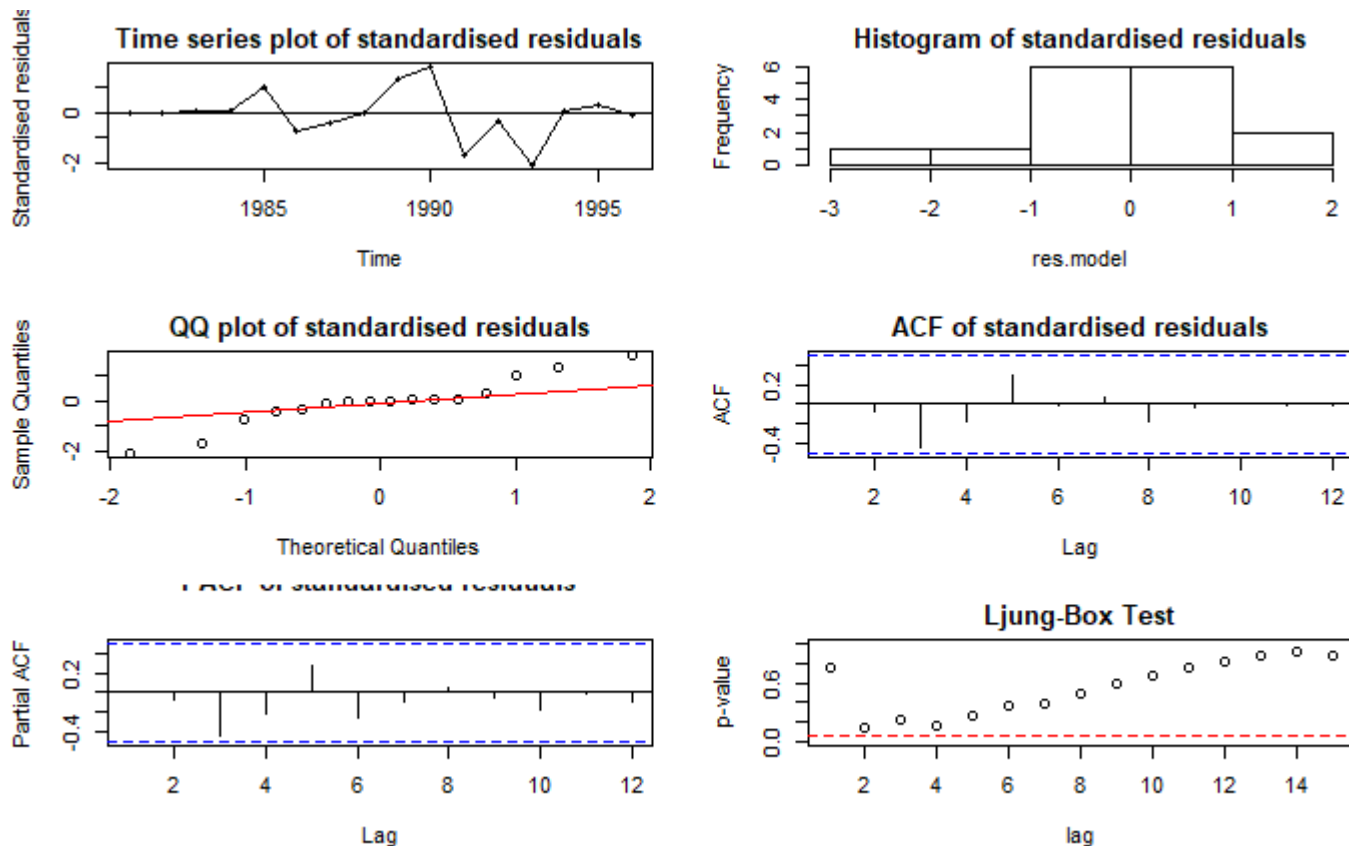 Time series plot of standardised residuals
Standardised residuals
0
-2
1985 1990 1995
Time
Histogram of standardised residuals
Frequency
6
4
2
0
-3 -2 -1 0 1 2
res.model
QQ plot of standardised residuals
Sample Quantiles
0
-2
-2 -1 0 1 2
Theoretical Quantiles
ACF of standardised residuals
ACF
0.2
-0.4
2 4 6 8 10 12
Lag
PACF of standardised residuals
Partial ACF
0.2
-0.4
2 4 6 8 10 12
Lag
Ljung-Box Test
p-value
0.6
0.0
2 4 6 8 10 12 14
lag